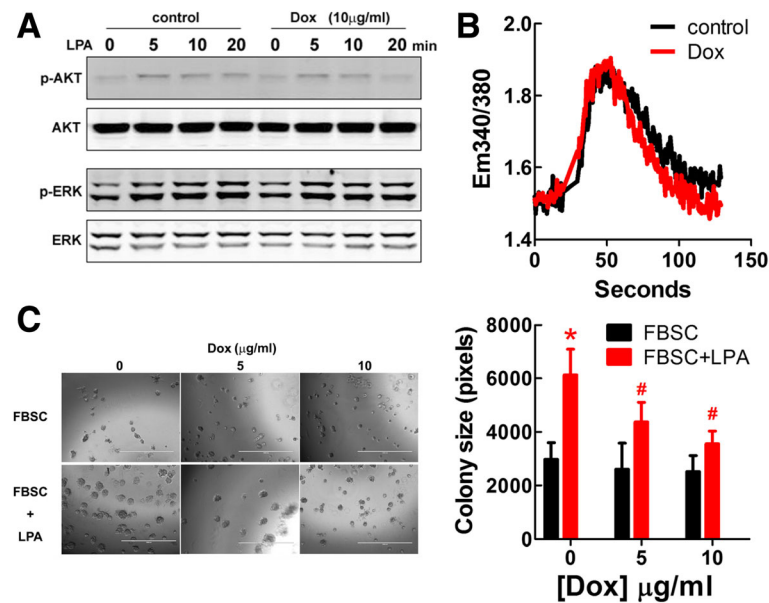 A
control
Dox (10μg/ml)
LPA 0 5 10 20 0 5 10 20 min
p-AKT
AKT
p-ERK
ERK
B
control
Dox
Em340/380
2.0
1.8
1.6
1.4
0 50 100 150
Seconds
C
Dox (μg/ml)
0 5 10
FBSC
FBSC
+
LPA
FBSC
FBSC+LPA
Colony size (pixels)
8000
6000
4000
2000
0
*
#
#
0 5 10
[Dox] μg/ml